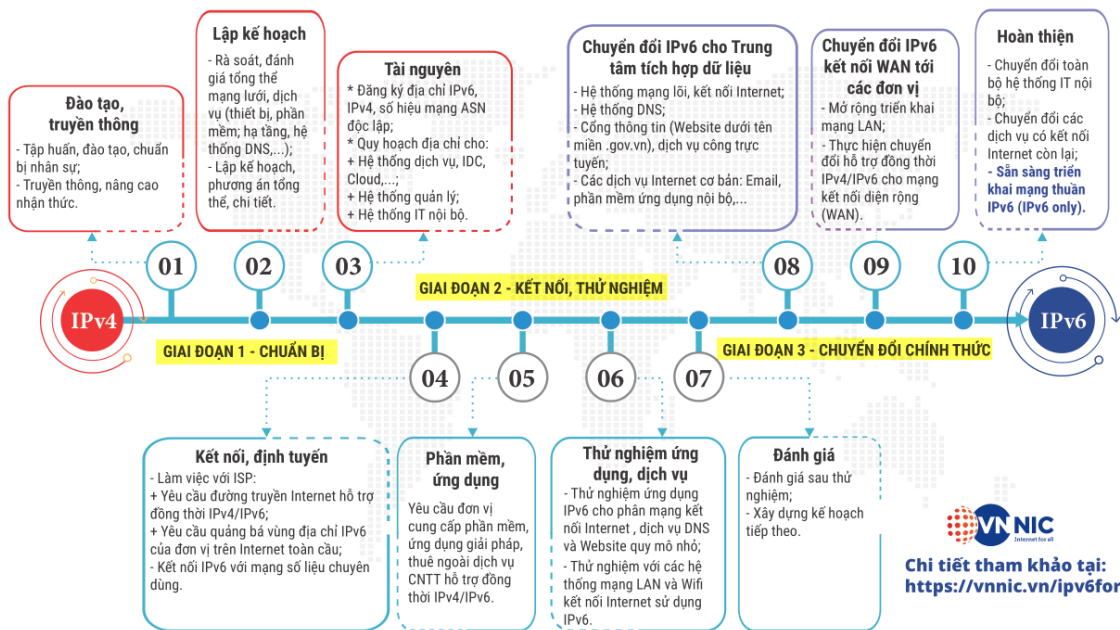 Đào tạo,
truyền thông
- Tập huấn, đào tạo, chuẩn
bị nhân sự;
- Truyền thông, nâng cao
nhận thức.
Lập kế hoạch
- Rà soát, đánh
giá tổng thể
mạng lưới, dịch
vụ (thiết bị, phần
mềm; hạ tầng, hệ
thống DNS,...);
- Lập kế hoạch,
phương án tổng
thể, chi tiết.
Tài nguyên
* Đăng ký địa chỉ IPv6,
IPv4, số hiệu mạng ASN
độc lập;
* Quy hoạch địa chỉ cho:
+ Hệ thống dịch vụ, IDC,
Cloud,...;
+ Hệ thống quản lý;
+ Hệ thống IT nội bộ.
Chuyển đổi IPv6 cho Trung
tâm tích hợp dữ liệu
- Hệ thống mạng lõi, kết nối Internet;
- Hệ thống DNS;
- Cổng thông tin (Website dưới tên
miền .gov.vn), dịch vụ công trực
tuyến;
- Các dịch vụ Internet cơ bản: Email,
phần mềm ứng dụng nội bộ,...
Chuyển đổi IPv6
kết nối WAN tới
các đơn vị
- Mở rộng triển khai
mạng LAN;
- Thực hiện chuyển
đổi hỗ trợ đồng thời
IPv4/IPv6 cho mạng
kết nối diện rộng
(WAN).
Hoàn thiện
- Chuyển đổi toàn
bộ hệ thống IT nội
bộ;
- Chuyển đổi các
dịch vụ có kết nối
Internet còn lại;
- Sẵn sàng triển
khai mạng thuần
IPv6 (IPv6 only).
01
02
03
08
09
10
GIAI ĐOẠN 2 - KẾT NỐI, THỬ NGHIỆM
IPv4
IPv6
GIAI ĐOẠN 1 - CHUẨN BỊ
GIAI ĐOẠN 3 - CHUYỂN ĐỔI CHÍNH THỨC
04
05
06
07
Kết nối, định tuyến
- Làm việc với ISP:
+ Yêu cầu đường truyền Internet hỗ trợ
đồng thời IPv4/IPv6;
+ Yêu cầu quảng bá vùng địa chỉ IPv6
của đơn vị trên Internet toàn cầu;
- Kết nối IPv6 với mạng số liệu chuyên
dùng.
Phần mềm,
ứng dụng
Yêu cầu đơn vị
cung cấp phần mềm,
ứng dụng giải pháp,
thuê ngoài dịch vụ
CNTT hỗ trợ đồng
thời IPv4/IPv6.
Thử nghiệm ứng
dụng, dịch vụ
- Thử nghiệm ứng dụng
IPv6 cho phân mạng kết
nối Internet , dịch vụ DNS
và Website quy mô nhỏ;
- Thử nghiệm với các hệ
thống mạng LAN và Wifi
kết nối Internet sử dụng
IPv6.
Đánh giá
- Đánh giá sau thử
nghiệm;
- Xây dựng kế hoạch
tiếp theo.
VNNIC
Internet for all
Chi tiết tham khảo tại:
https://vnnic.vn/ipv6for